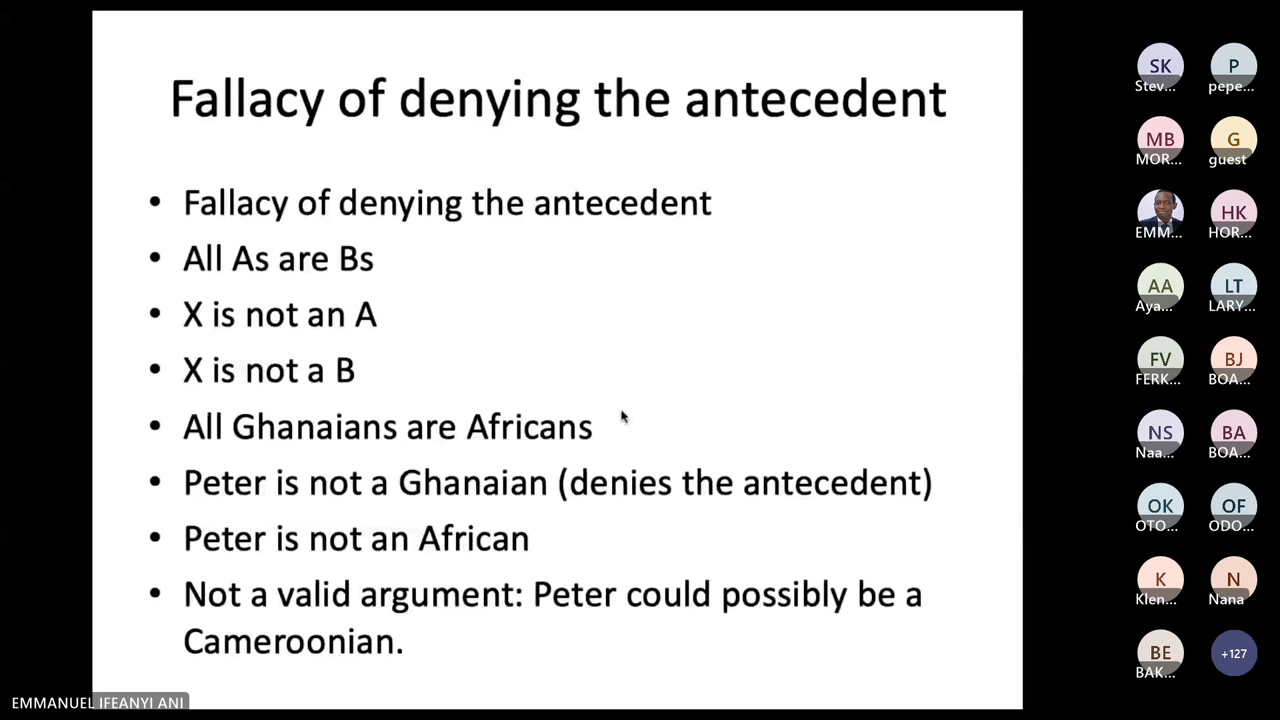 Fallacy of denying the antecedent
• Fallacy of denying the antecedent
• All As are Bs
• X is not an A
• X is not a B
• All Ghanaians are Africans
• Peter is not a Ghanaian (denies the antecedent)
• Peter is not an African
• Not a valid argument: Peter could possibly be a
Cameroonian.
EMMANUEL IFEANYI ANI
SK
Stev...
P
pepe...
MB
MOR...
G
guest
EMM...
HK
HOR...
AA
Aya...
LT
LARY...
FV
FERK...
BJ
BOA...
NS
Naa...
BA
BOA...
OK
OTO...
OF
ODO...
K
Klen...
N
Nana
BE
BAK...
+127